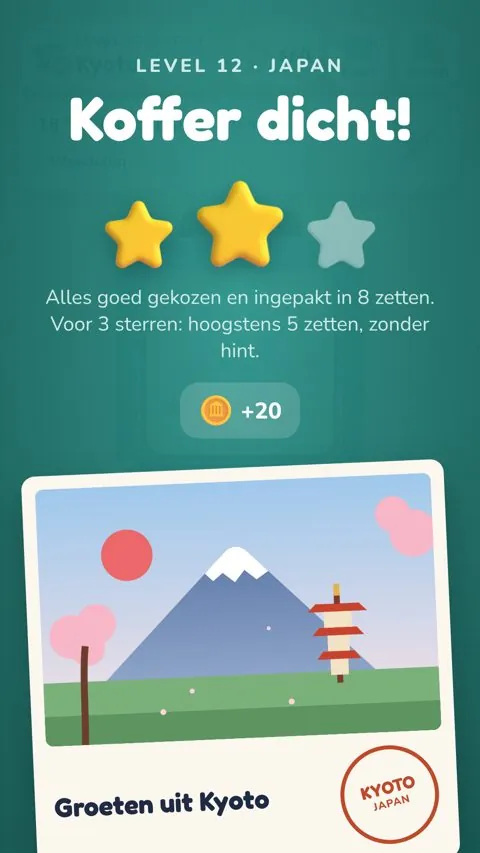 LEVEL 12 · JAPAN
Koffer dicht!
Alles goed gekozen en ingepakt in 8 zetten.
Voor 3 sterren: hoogstens 5 zetten, zonder
hint.
+20
Groeten uit Kyoto
KYOTO
JAPAN